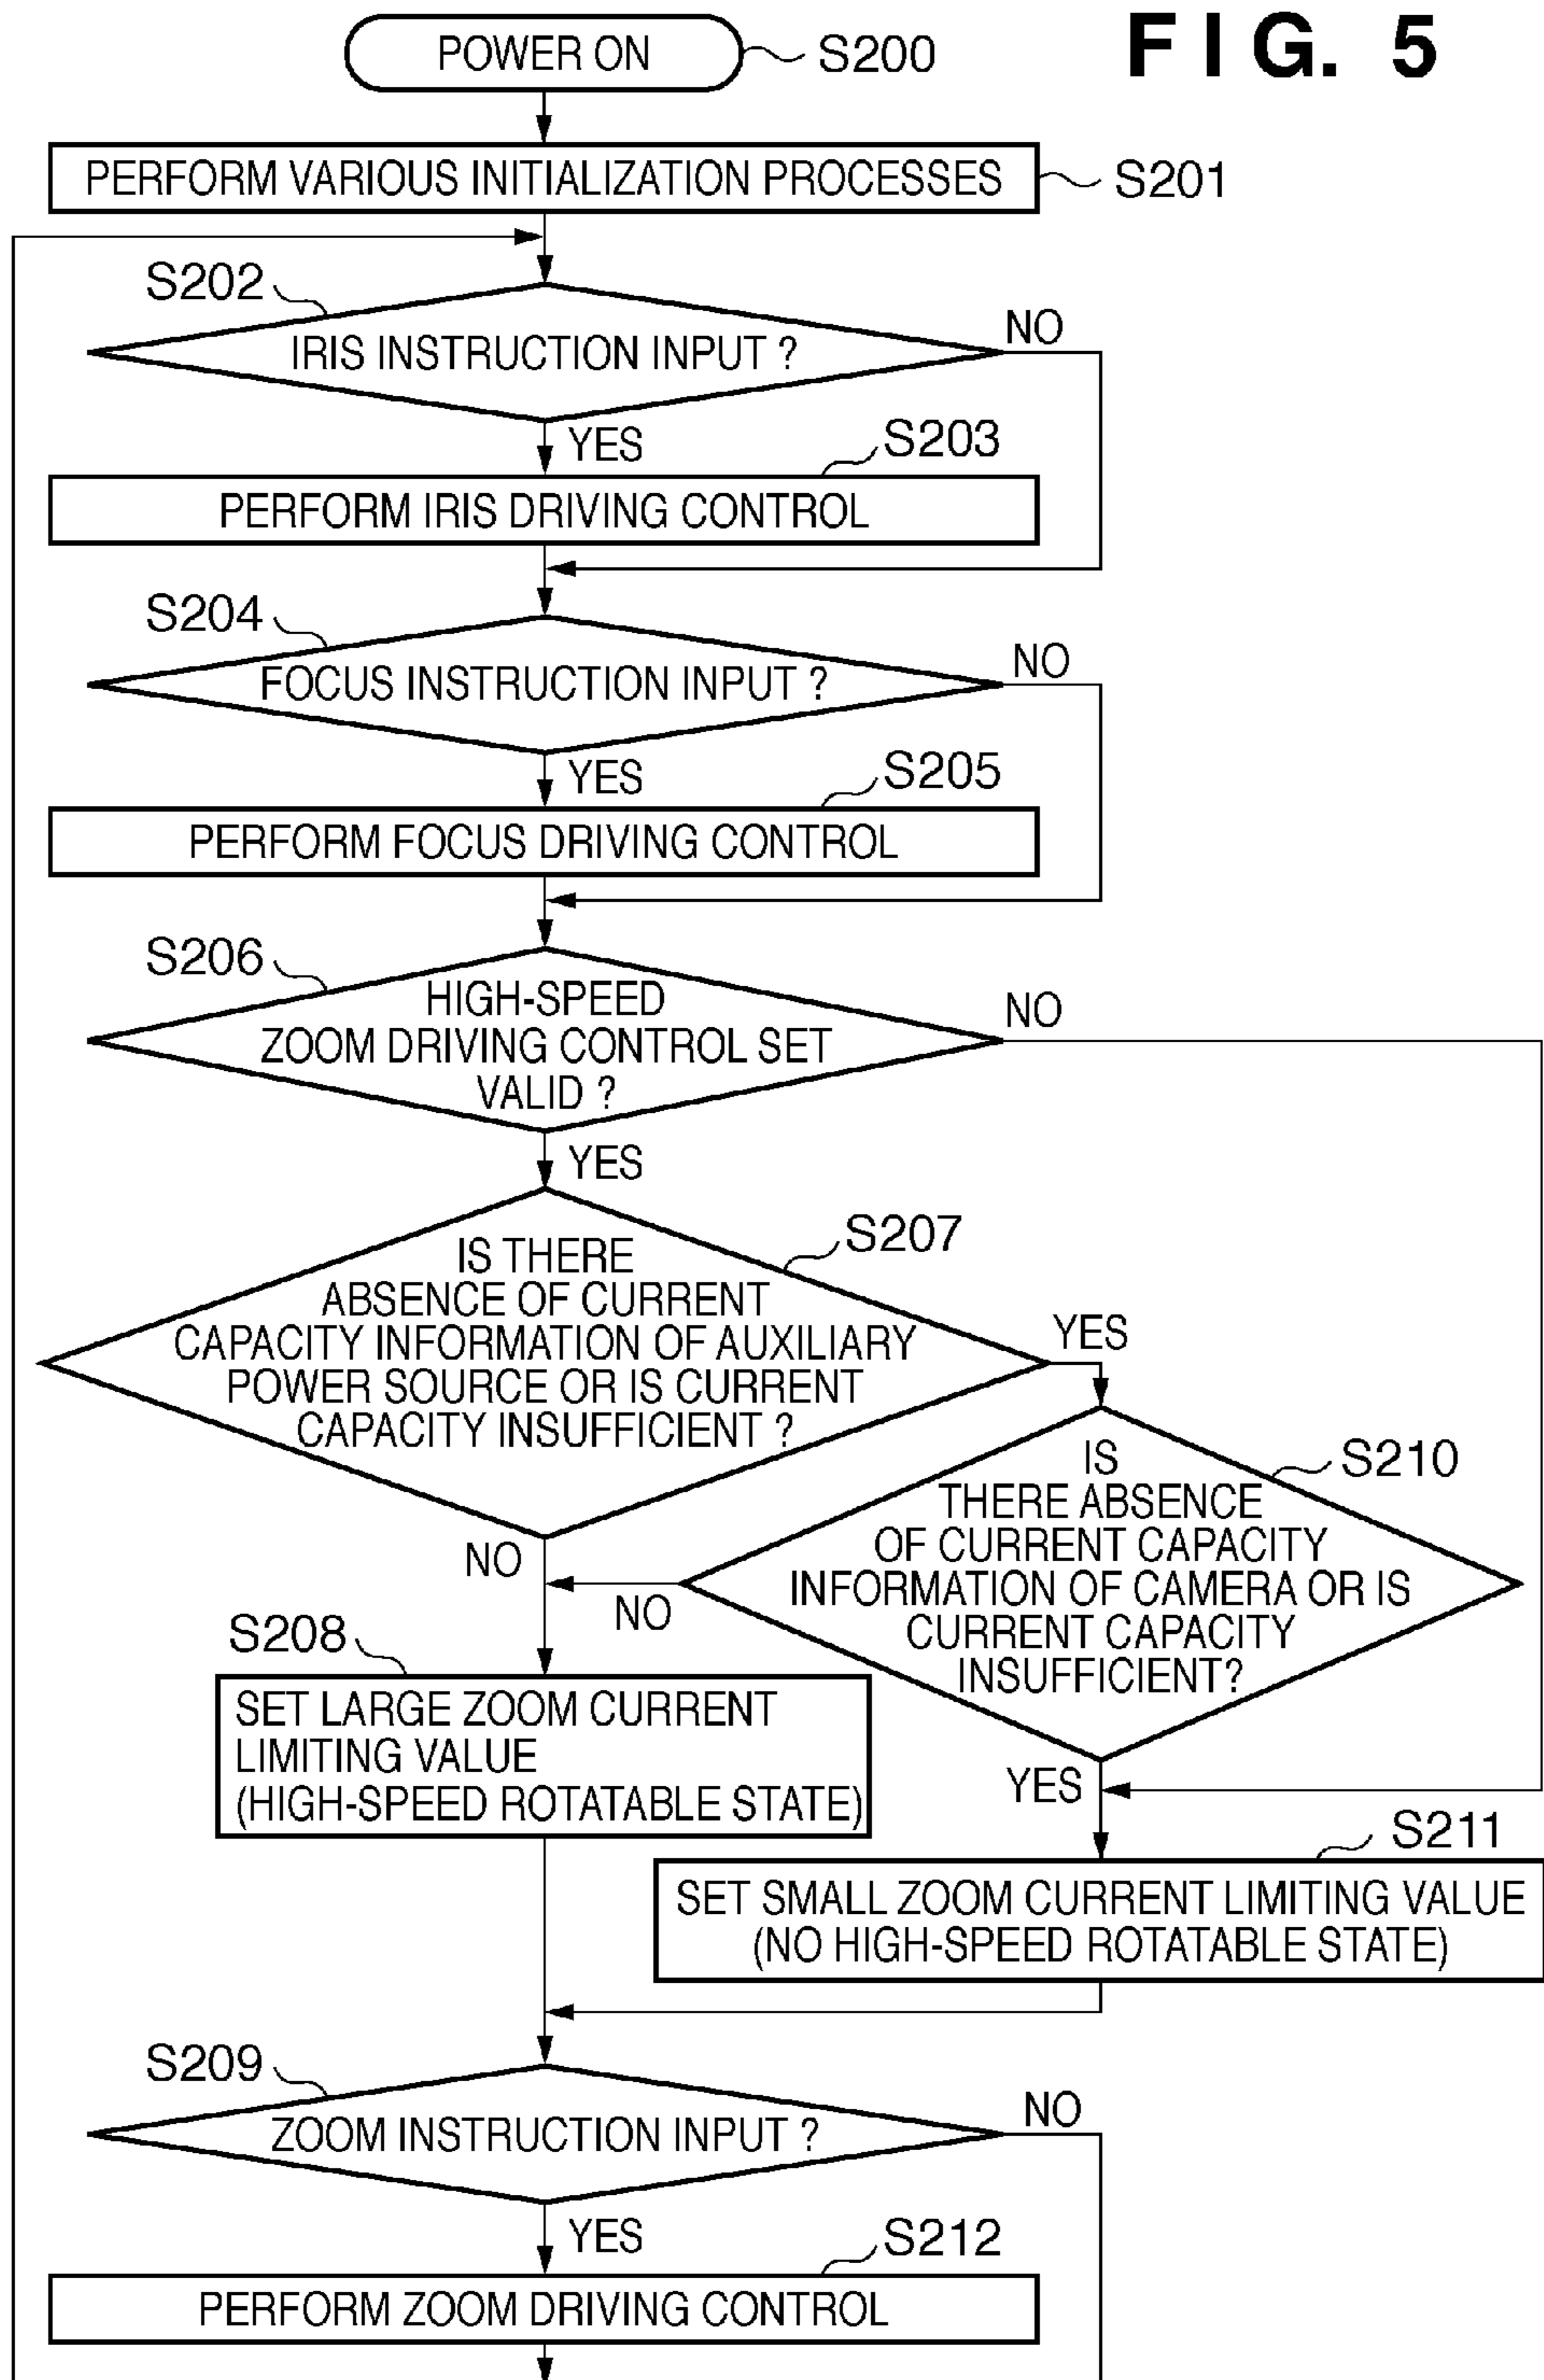 FIG. 5
POWER ON
S200
PERFORM VARIOUS INITIALIZATION PROCESSES
S201
S202
IRIS INSTRUCTION INPUT ?
NO
YES
S203
PERFORM IRIS DRIVING CONTROL
S204
FOCUS INSTRUCTION INPUT ?
NO
YES
S205
PERFORM FOCUS DRIVING CONTROL
S206
HIGH-SPEED
ZOOM DRIVING CONTROL SET
VALID ?
NO
YES
S207
IS THERE
ABSENCE OF CURRENT
CAPACITY INFORMATION OF AUXILIARY
POWER SOURCE OR IS CURRENT
CAPACITY INSUFFICIENT ?
YES
NO
S210
IS
THERE ABSENCE
OF CURRENT CAPACITY
INFORMATION OF CAMERA OR IS
CURRENT CAPACITY
INSUFFICIENT?
NO
YES
S208
SET LARGE ZOOM CURRENT
LIMITING VALUE
(HIGH-SPEED ROTATABLE STATE)
S211
SET SMALL ZOOM CURRENT LIMITING VALUE
(NO HIGH-SPEED ROTATABLE STATE)
S209
ZOOM INSTRUCTION INPUT ?
NO
YES
S212
PERFORM ZOOM DRIVING CONTROL